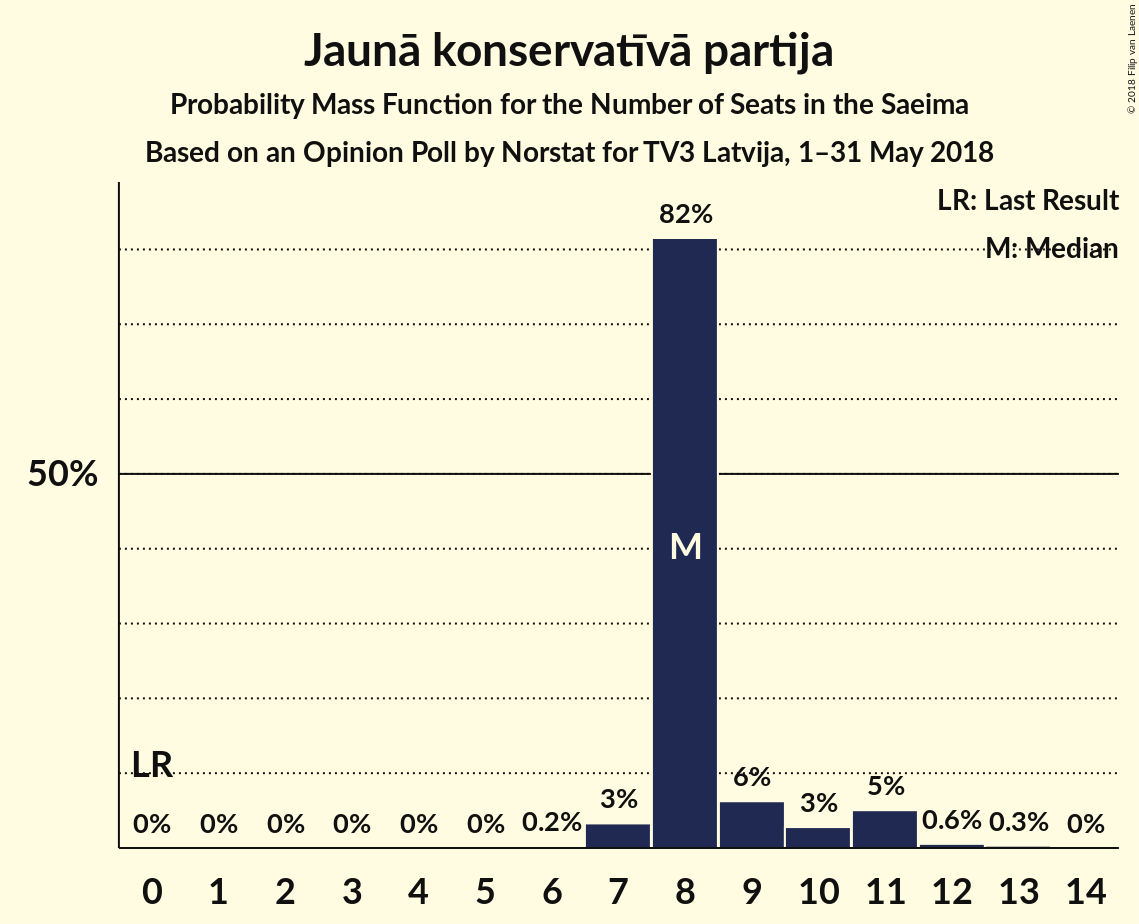 Jaunā konservatīvā partija
Probability Mass Function for the Number of Seats in the Saeima
Based on an Opinion Poll by Norstat for TV3 Latvija, 1–31 May 2018
© 2018 Filip van Laenen
LR: Last Result
M: Median
82%
50%
M
LR
0% 0% 0% 0% 0% 0% 0.2% 3% 6% 3% 5% 0.6% 0.3% 0%
0 1 2 3 4 5 6 7 8 9 10 11 12 13 14